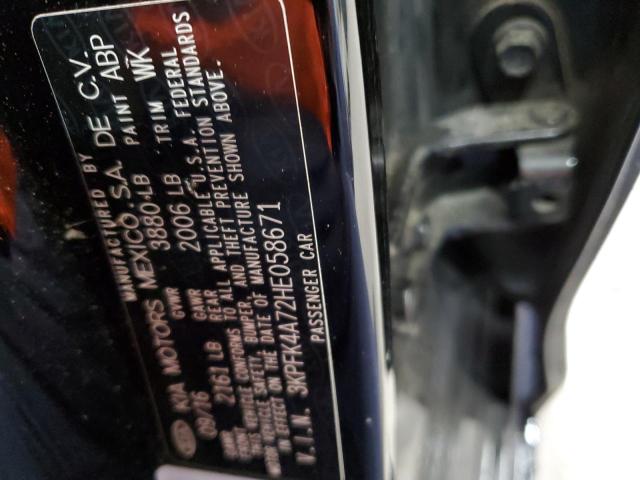 MANUFACTURED BY
KIA MOTORS MEXICO, S.A. DE C.V.
09/16 GVWR 3880 LB PAINT ABP
GAWR FRONT 2161 LB GAWR REAR 2006 LB TRIM WK
THIS VEHICLE CONFORMS TO ALL APPLICABLE U.S.A. FEDERAL
MOTOR VEHICLE SAFETY, BUMPER, AND THEFT PREVENTION STANDARDS
IN EFFECT ON THE DATE OF MANUFACTURE SHOWN ABOVE.
V.I.N. 3KPFK4A72HE058671
PASSENGER CAR